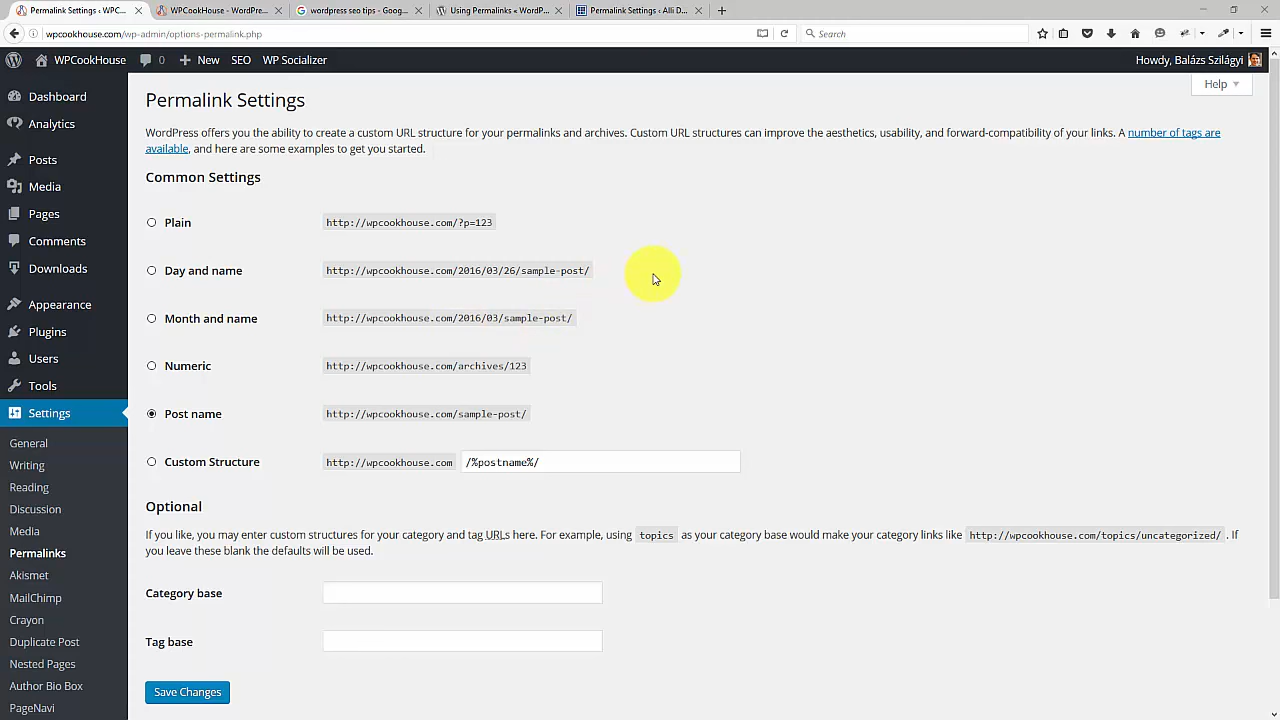 Permalink Settings ‹ WPC...
WPCookHouse - WordPre...
wordpress seo tips - Goog...
Using Permalinks « WordP...
Permalink Settings ‹ Alli D...
wpcookhouse.com/wp-admin/options-permalink.php
Search
WPCookHouse
0
New
SEO
WP Socializer
Howdy, Balázs Szilágyi
Help
Dashboard
Analytics
Posts
Media
Pages
Comments
Downloads
Appearance
Plugins
Users
Tools
Settings
General
Writing
Reading
Discussion
Media
Permalinks
Akismet
MailChimp
Crayon
Duplicate Post
Nested Pages
Author Bio Box
PageNavi
Permalink Settings
WordPress offers you the ability to create a custom URL structure for your permalinks and archives. Custom URL structures can improve the aesthetics, usability, and forward-compatibility of your links. A number of tags are
available, and here are some examples to get you started.
Common Settings
Plain http://wpcookhouse.com/?p=123
Day and name http://wpcookhouse.com/2016/03/26/sample-post/
Month and name http://wpcookhouse.com/2016/03/sample-post/
Numeric http://wpcookhouse.com/archives/123
Post name http://wpcookhouse.com/sample-post/
Custom Structure http://wpcookhouse.com /%postname%/
Optional
If you like, you may enter custom structures for your category and tag URLs here. For example, using topics as your category base would make your category links like http://wpcookhouse.com/topics/uncategorized/ . If
you leave these blank the defaults will be used.
Category base
Tag base
Save Changes